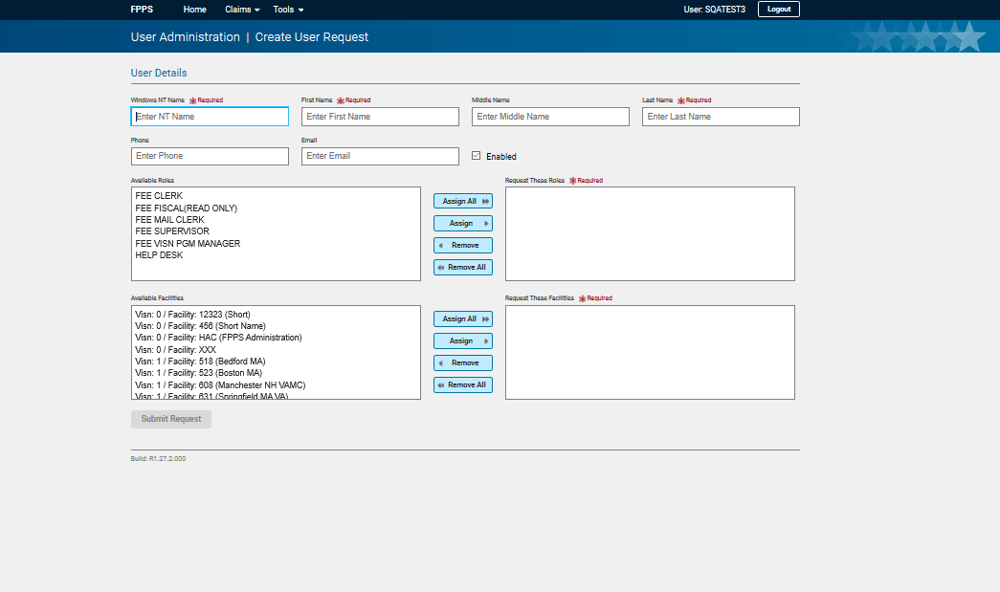 FPPS Home Claims Tools User: SQATEST3 Logout
User Administration | Create User Request
User Details
Windows NT Name Required First Name Required Middle Name Last Name Required
Enter NT Name Enter First Name Enter Middle Name Enter Last Name
Phone Email
Enter Phone Enter Email Enabled
Available Roles Request These Roles Required
FEE CLERK
FEE FISCAL(READ ONLY)
FEE MAIL CLERK
FEE SUPERVISOR
FEE VISN PGM MANAGER
HELP DESK
Assign All
Assign
Remove
Remove All
Available Facilities Request These Facilities Required
Visn: 0 / Facility: 12323 (Short)
Visn: 0 / Facility: 456 (Short Name)
Visn: 0 / Facility: HAC (FPPS Administration)
Visn: 0 / Facility: XXX
Visn: 1 / Facility: 518 (Bedford MA)
Visn: 1 / Facility: 523 (Boston MA)
Visn: 1 / Facility: 608 (Manchester NH VAMC)
Visn: 1 / Facility: 631 (Springfield MA VA)
Assign All
Assign
Remove
Remove All
Submit Request
Build: R1.27.2.000